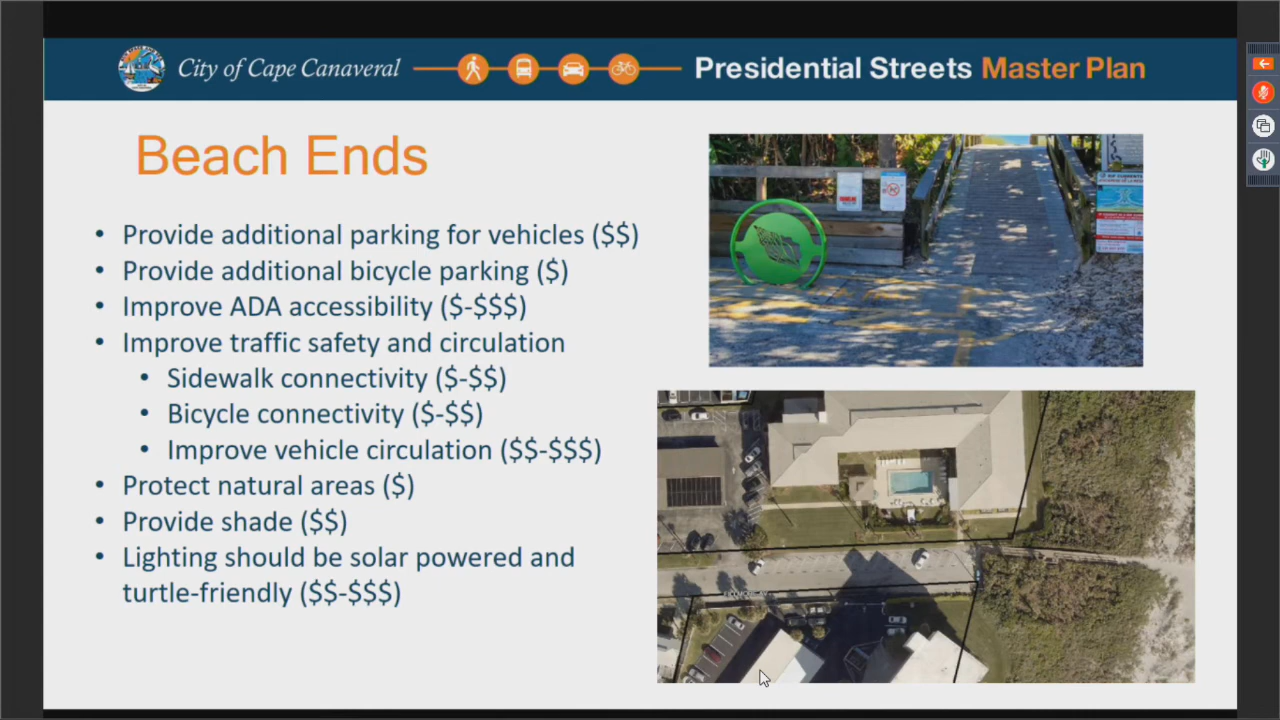 City of Cape Canaveral
Presidential Streets Master Plan
Beach Ends
• Provide additional parking for vehicles ($$)
• Provide additional bicycle parking ($)
• Improve ADA accessibility ($-$$$)
• Improve traffic safety and circulation
• Sidewalk connectivity ($-$$)
• Bicycle connectivity ($-$$)
• Improve vehicle circulation ($$-$$$)
• Protect natural areas ($)
• Provide shade ($$)
• Lighting should be solar powered and
turtle-friendly ($$-$$$)
RIP CURRENTS